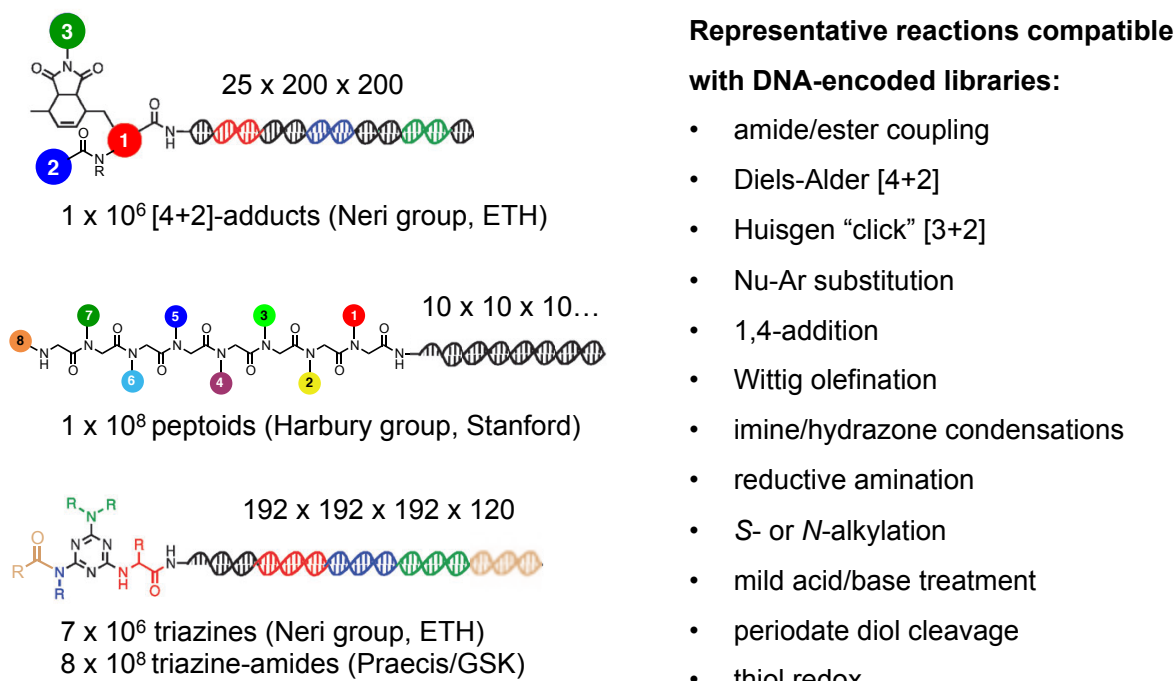 3
O
N
O
25 x 200 x 200
O
1
N
H
O
2
N
R
1 x 10⁶ [4+2]-adducts (Neri group, ETH)
7
5
3
1
10 x 10 x 10…
8
H
N
O
N
O
N
O
N
O
N
O
N
O
N
O
N
O
N
H
6
4
2
1 x 10⁸ peptoids (Harbury group, Stanford)
192 x 192 x 192 x 120
R
N
R
O
N
N
R
H
N
R
N
N
N
H
O
R
7 x 10⁶ triazines (Neri group, ETH)
8 x 10⁸ triazine-amides (Praecis/GSK)
Representative reactions compatible
with DNA-encoded libraries:
• amide/ester coupling
• Diels-Alder [4+2]
• Huisgen “click” [3+2]
• Nu-Ar substitution
• 1,4-addition
• Wittig olefination
• imine/hydrazone condensations
• reductive amination
• S- or N-alkylation
• mild acid/base treatment
• periodate diol cleavage
• thiol redox